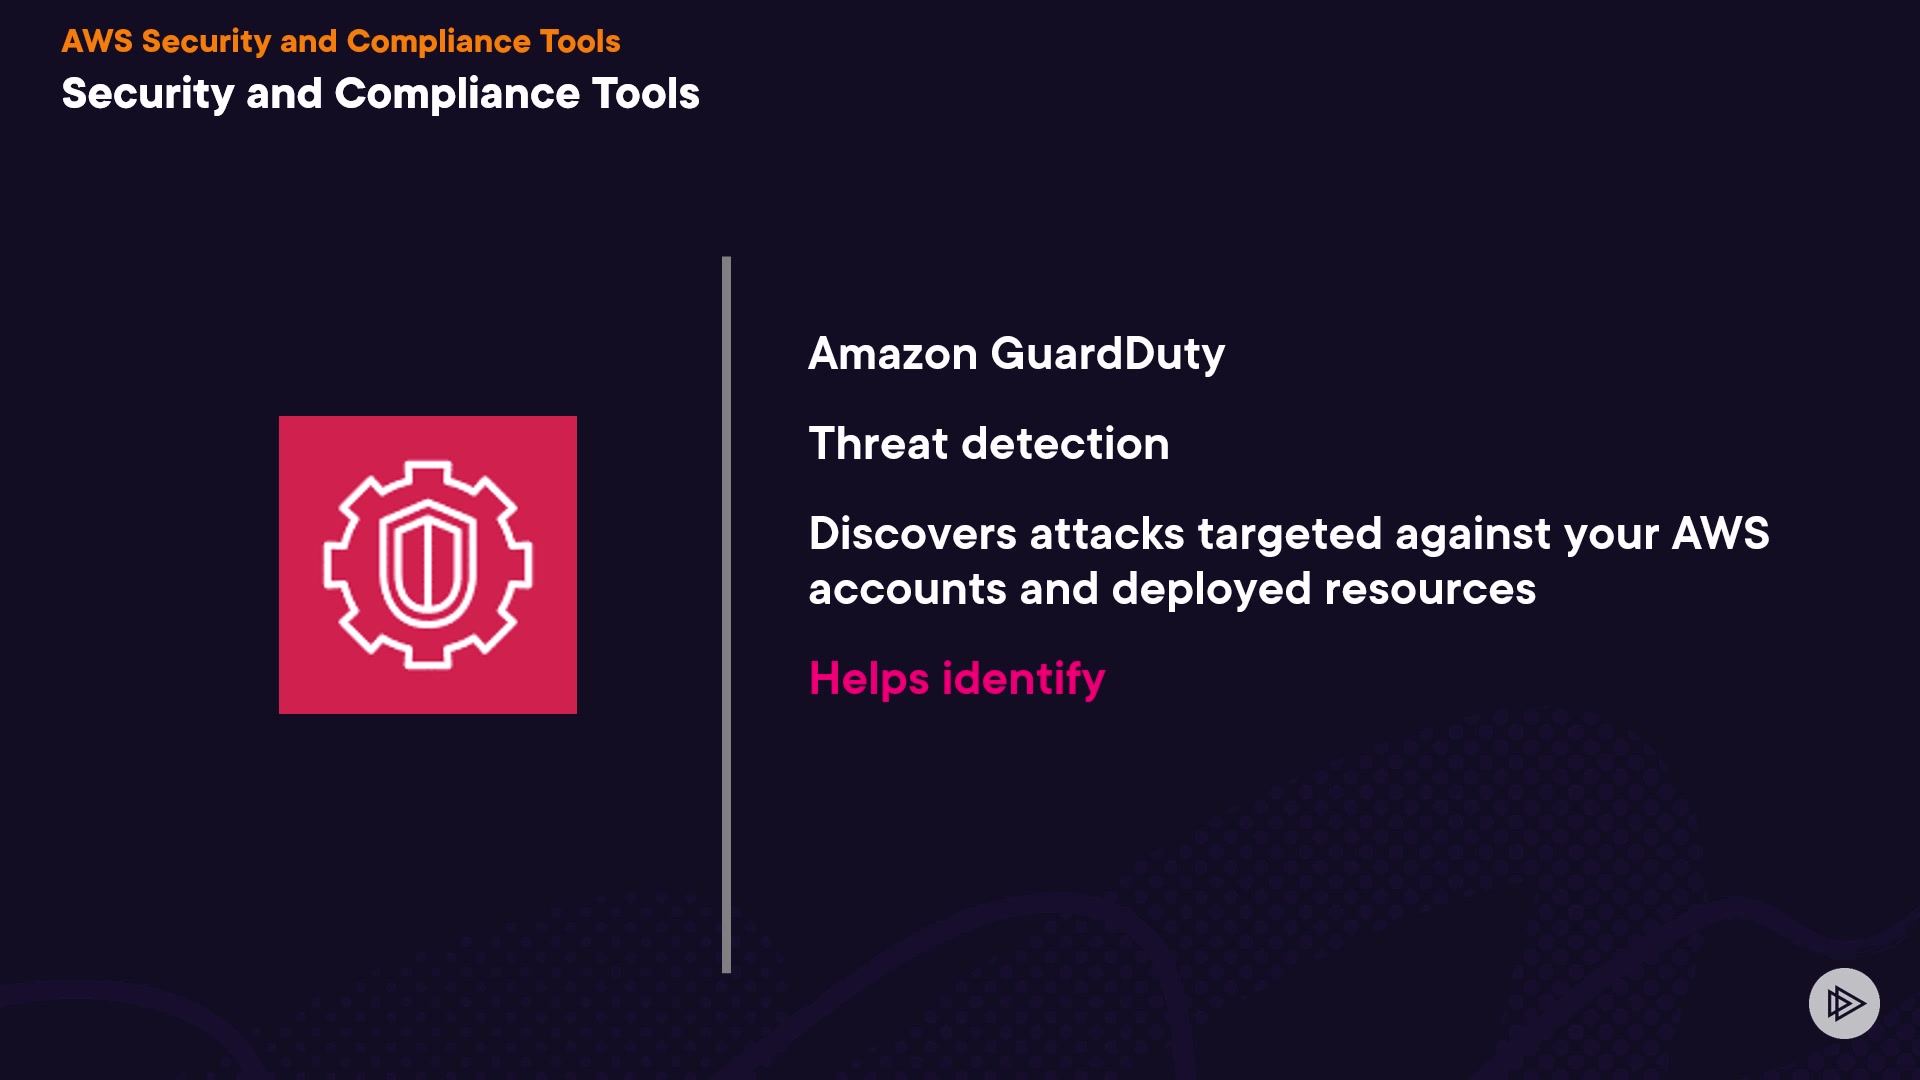 AWS Security and Compliance Tools
Security and Compliance Tools
Amazon GuardDuty
Threat detection
Discovers attacks targeted against your AWS
accounts and deployed resources
Helps identify